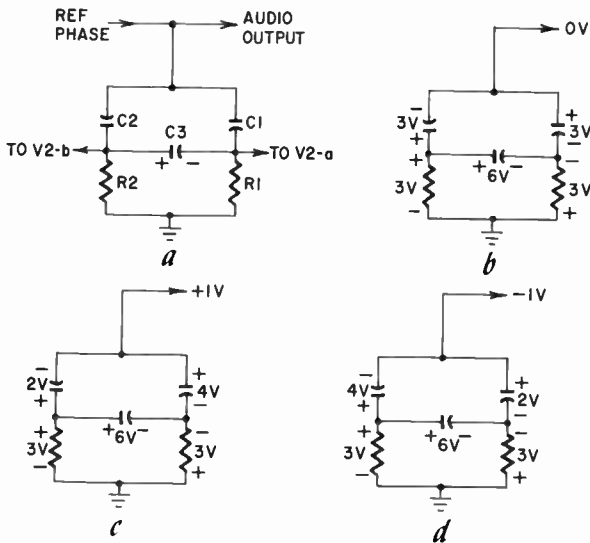 REF PHASE
AUDIO OUTPUT
C2
C3
C1
TO V2-b
+
−
TO V2-a
R2
R1
a
0V
−
3V
+
+
3V
−
+6V−
+
3V
−
−
3V
+
b
+1V
−
2V
+
+
4V
−
+6V−
+
3V
−
−
3V
+
c
−1V
−
4V
+
+
2V
−
+6V−
+
3V
−
−
3V
+
d